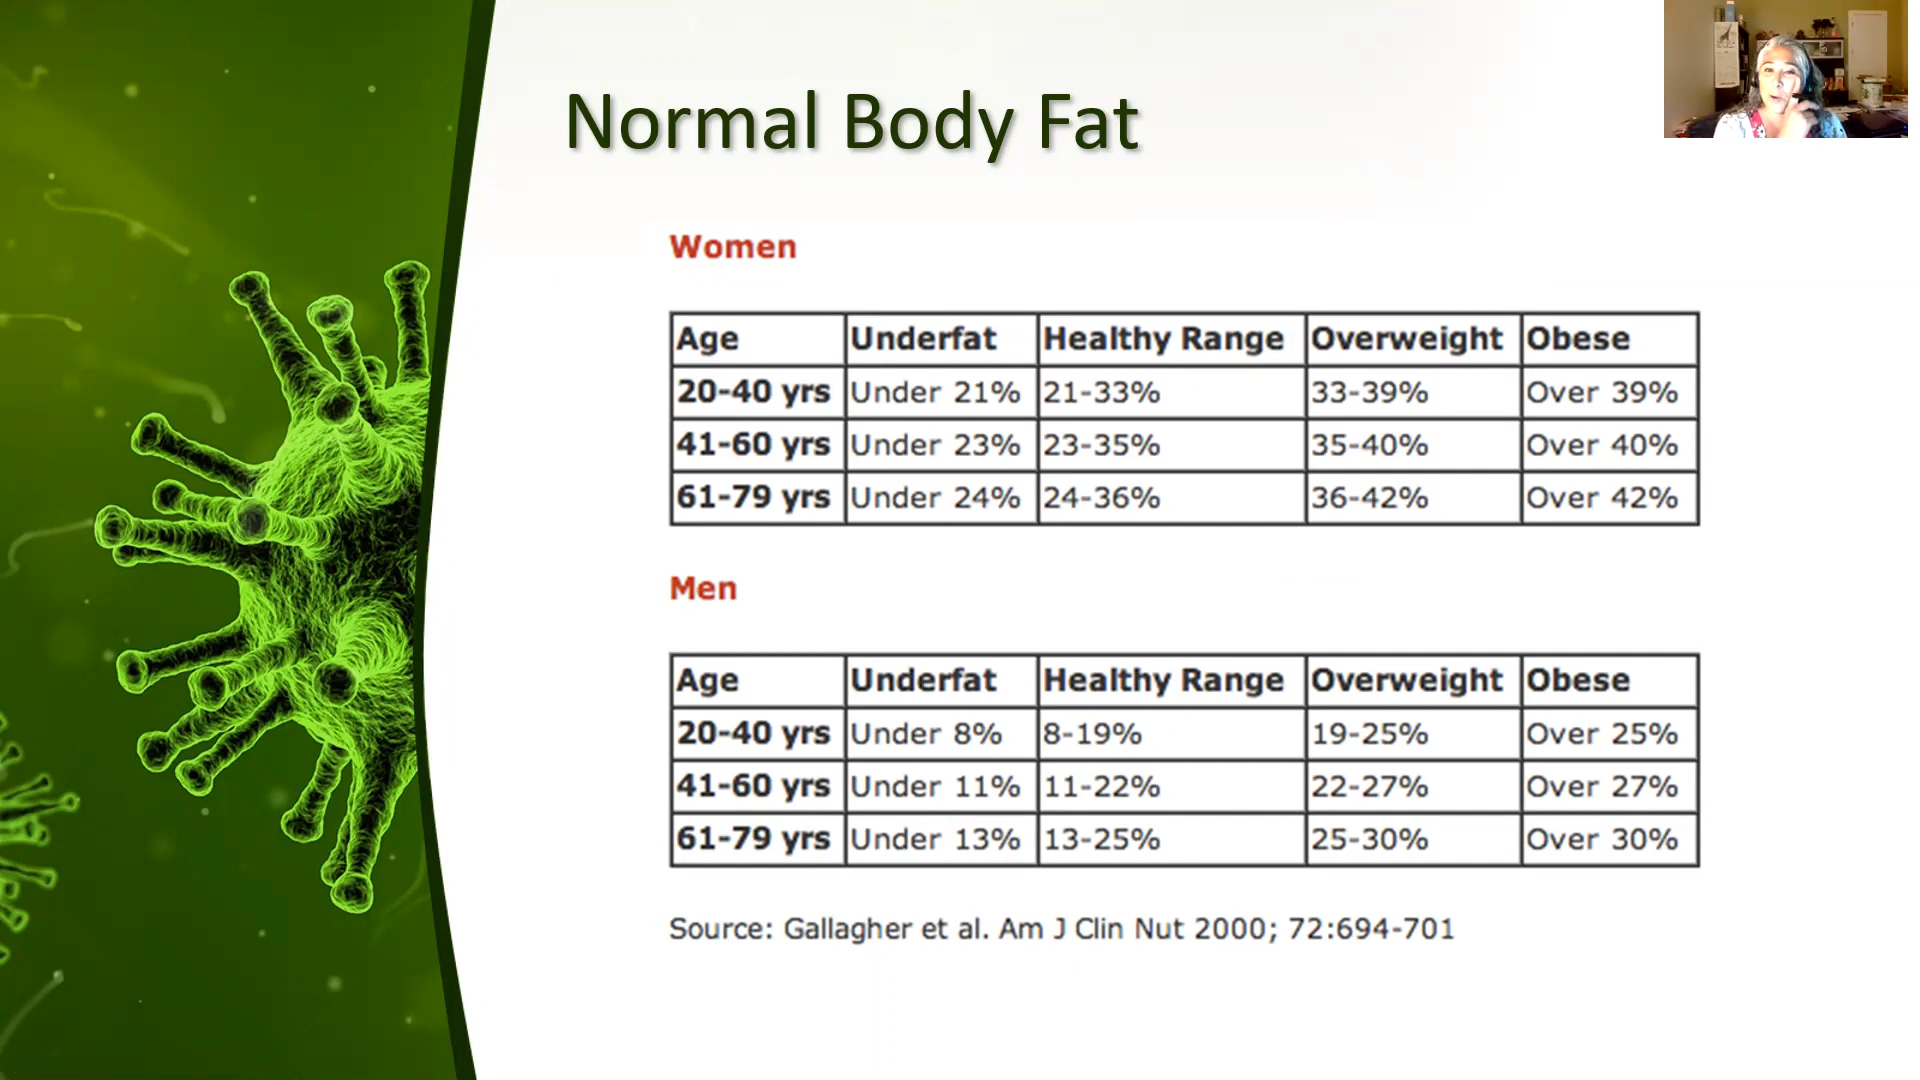 Normal Body Fat
Women
Age Underfat Healthy Range Overweight Obese
20-40 yrs Under 21% 21-33% 33-39% Over 39%
41-60 yrs Under 23% 23-35% 35-40% Over 40%
61-79 yrs Under 24% 24-36% 36-42% Over 42%
Men
Age Underfat Healthy Range Overweight Obese
20-40 yrs Under 8% 8-19% 19-25% Over 25%
41-60 yrs Under 11% 11-22% 22-27% Over 27%
61-79 yrs Under 13% 13-25% 25-30% Over 30%
Source: Gallagher et al. Am J Clin Nut 2000; 72:694-701